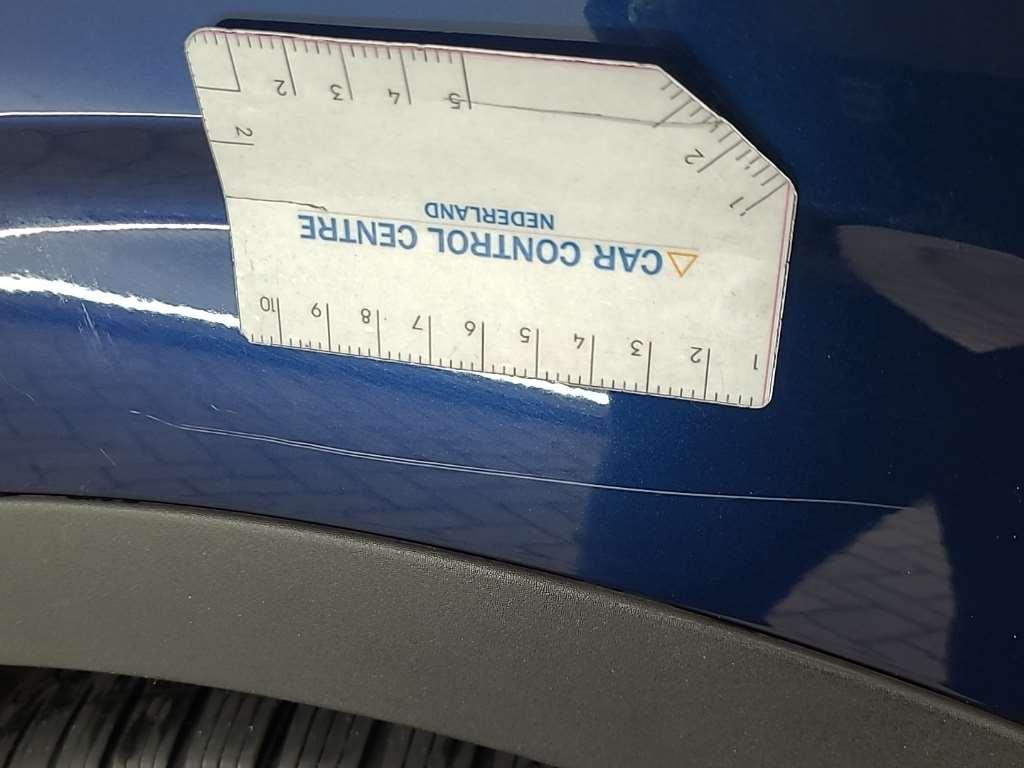 CAR CONTROL CENTRE
NEDERLAND
1 2 3 4 5 6 7 8 9 10
1 2
2
5 4 3 2